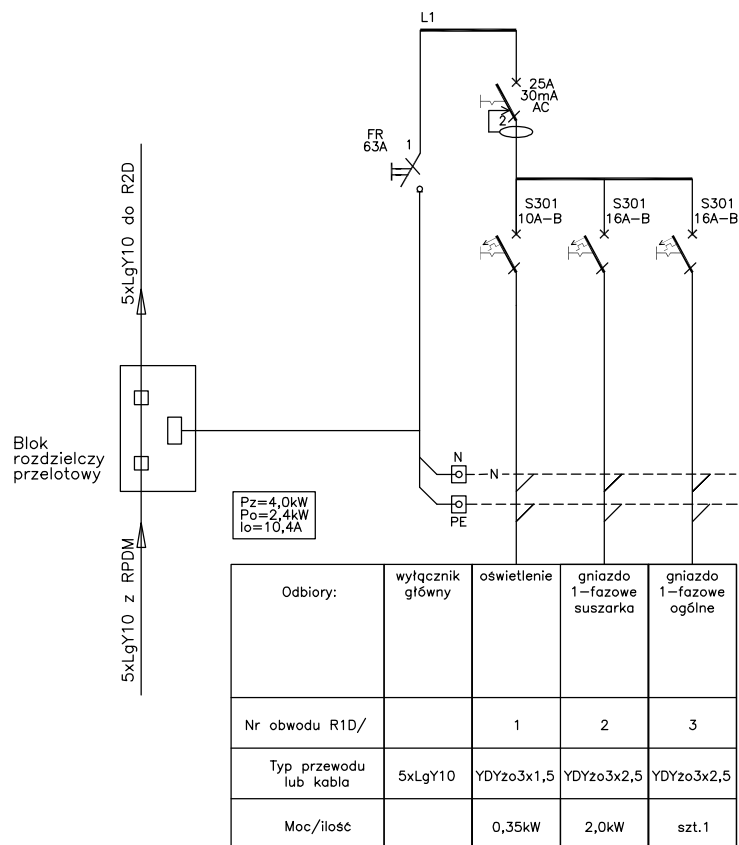 L1
25A
30mA
AC
2
FR
63A
1
S301
10A-B
S301
16A-B
S301
16A-B
5xLgY10 do R2D
Blok
rozdzielczy
przelotowy
N
N
PE
Pz=4,0kW
Po=2,4kW
Io=10,4A
5xLgY10 z RPDM
Odbiory:
wyłącznik
główny
oświetlenie
gniazdo
1-fazowe
suszarka
gniazdo
1-fazowe
ogólne
Nr obwodu R1D/
1
2
3
Typ przewodu
lub kabla
5xLgY10
YDYżo3x1,5
YDYżo3x2,5
YDYżo3x2,5
Moc/ilość
0,35kW
2,0kW
szt.1